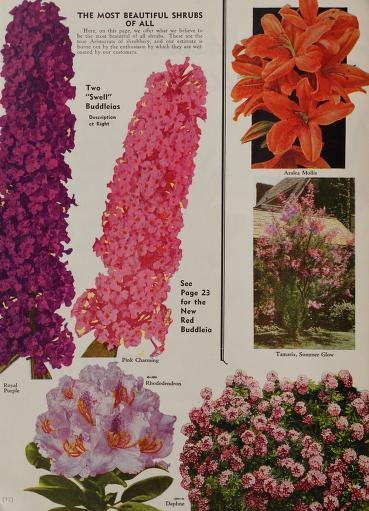 THE MOST BEAUTIFUL SHRUBS
OF ALL
Here, on this page, we offer what we believe to
be the most beautiful of all shrubs. These are the
true Aristocrats of shrubbery, and our estimate is
borne out by the enthusiasm by which they are wel-
comed by our customers.
Two
"Swell"
Buddleias
Description
at Right
Azalea Mollis
See
Page 23
for the
New
Red
Buddleia
Pink Charming
Tamarix, Summer Glow
Royal
Purple
Rhododendron
Daphne